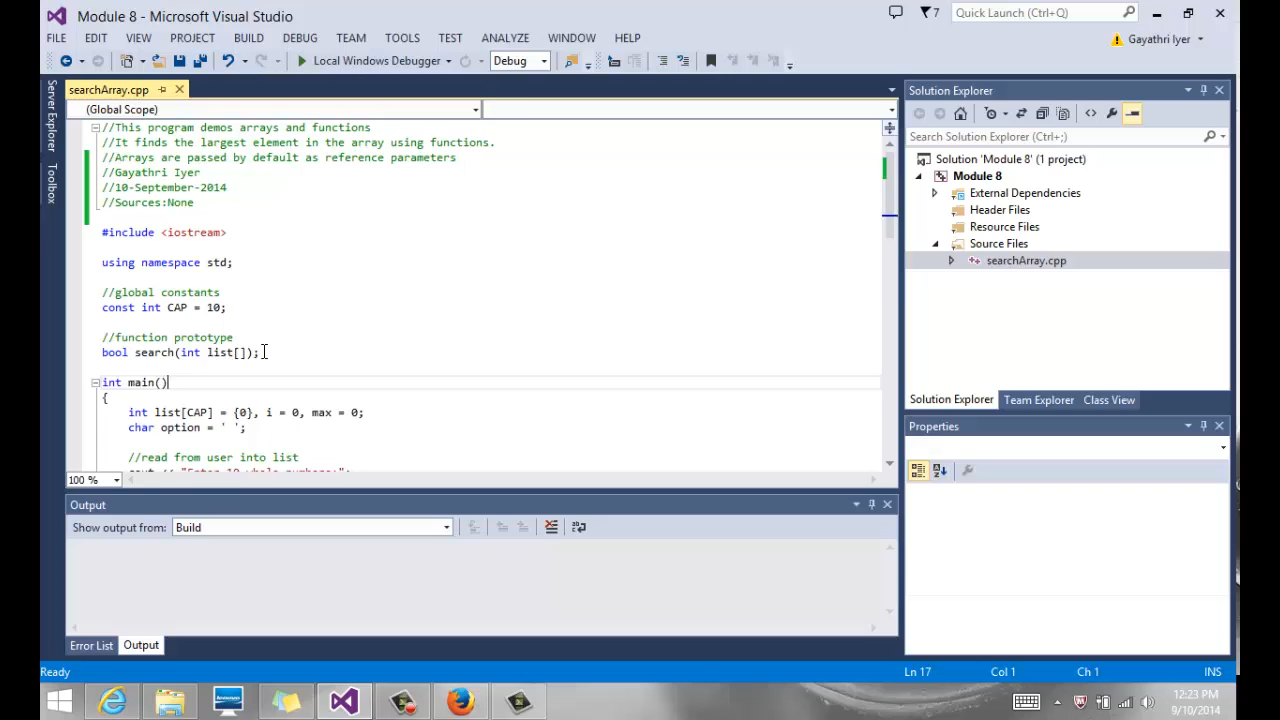 Module 8 - Microsoft Visual Studio
7
Quick Launch (Ctrl+Q)
FILE EDIT VIEW PROJECT BUILD DEBUG TEAM TOOLS TEST ANALYZE WINDOW HELP
Gayathri Iyer
Local Windows Debugger
Debug
Server Explorer
Toolbox
searchArray.cpp
(Global Scope)
//This program demos arrays and functions
//It finds the largest element in the array using functions.
//Arrays are passed by default as reference parameters
//Gayathri Iyer
//10-September-2014
//Sources:None
#include <iostream>
using namespace std;
//global constants
const int CAP = 10;
//function prototype
bool search(int list[]);
int main()
{
int list[CAP] = {0}, i = 0, max = 0;
char option = ' ';
//read from user into list
100 %
Output
Show output from: Build
Error List Output
Solution Explorer
Search Solution Explorer (Ctrl+;)
Solution 'Module 8' (1 project)
Module 8
External Dependencies
Header Files
Resource Files
Source Files
searchArray.cpp
Solution Explorer Team Explorer Class View
Properties
Ready
Ln 17 Col 1 Ch 1 INS
12:23 PM
9/10/2014